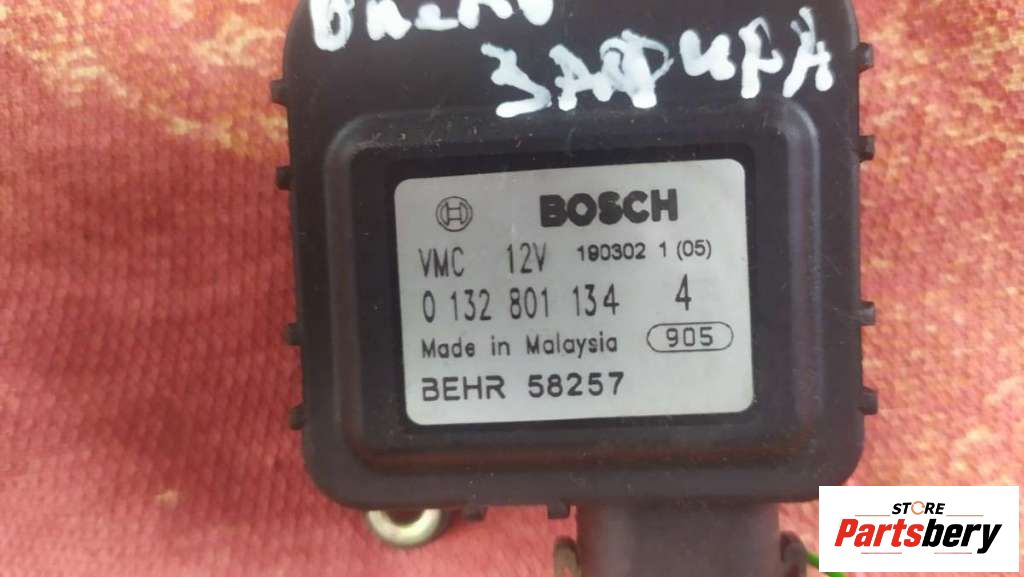 ЗАФИРА
BOSCH
VMC 12V 190302 1 (05)
0 132 801 134 4
Made in Malaysia 905
BEHR 58257
STORE
Partsbery